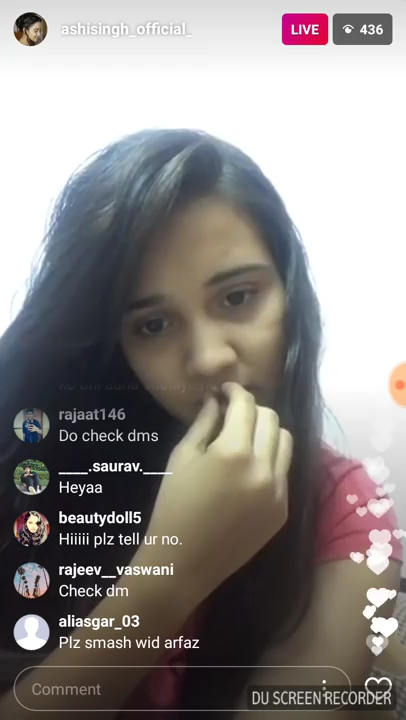 ashisingh_official_
LIVE
436
rajaat146
Do check dms
____.saurav.____
Heyaa
beautydoll5
Hiiiii plz tell ur no.
rajeev__vaswani
Check dm
aliasgar_03
Plz smash wid arfaz
Comment
DU SCREEN RECORDER